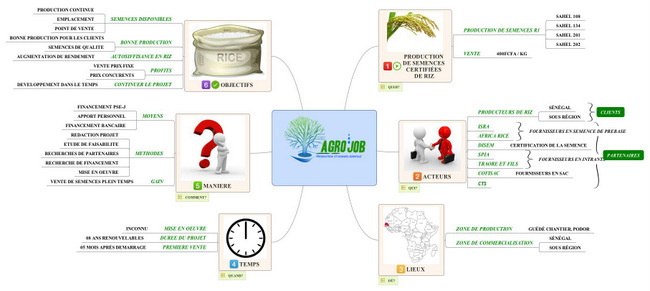 PRODUCTION CONTINUE
EMPLACEMENT
POINT DE VENTE
SEMENCES DISPONIBLES
BONNE PRODUCTION POUR LES CLIENTS
SEMENCES DE QUALITE
BONNE PRODUCTION
AUGMENTATION DU RENDEMENT
AUTOSUFFISANCE EN RIZ
VENTE PRIX FIXE
PRIX CONCURENTS
PROFITS
DEVELOPPEMENT DANS LE TEMPS
CONTINUER LE PROJET
RICE
6 OBJECTIFS
FINANCEMENT PSE-J
APPORT PERSONNEL
FINANCEMENT BANCAIRE
MOYENS
REDACTION PROJET
ETUDE DE FAISABILITE
RECHERCHES DE PARTENAIRES
RECHERCHE DE FINANCEMENT
MISE EN OEUVRE
METHODES
VENTE DE SEMENCES PLEIN TEMPS
GAIN
5 MANIERE
COMMENT?
INCONNU
MISE EN OEUVRE
08 ANS RENOUVELABLES
DUREE DU PROJET
05 MOIS APRÈS DEMARRAGE
PREMIERE VENTE
4 TEMPS
QUAND?
AGROJOB
1
PRODUCTION
DE SEMENCES
CERTIFIÉES
DE RIZ
QUOI?
PRODUCTION DE SEMENCES R1
SAHEL 108
SAHEL 134
SAHEL 201
SAHEL 202
VENTE
400FCFA / KG
2 ACTEURS
QUI?
PRODUCTEURS DE RIZ
SÉNÉGAL
SOUS RÉGION
CLIENTS
ISRA
AFRICA RICE
FOURNISSEURS EN SEMENCE DE PREBASE
DISEM
CERTIFICATION DE LA SEMENCE
SPIA
TRAORE ET FILS
FOURNISSEURS EN INTRANTS
COFISAC
FOURNISSEURS EN SAC
GTS
PARTENAIRES
3 LIEUX
OÙ?
ZONE DE PRODUCTION
GUÉDÉ CHANTIER, PODOR
ZONE DE COMMERCIALISATION
SÉNÉGAL
SOUS RÉGION